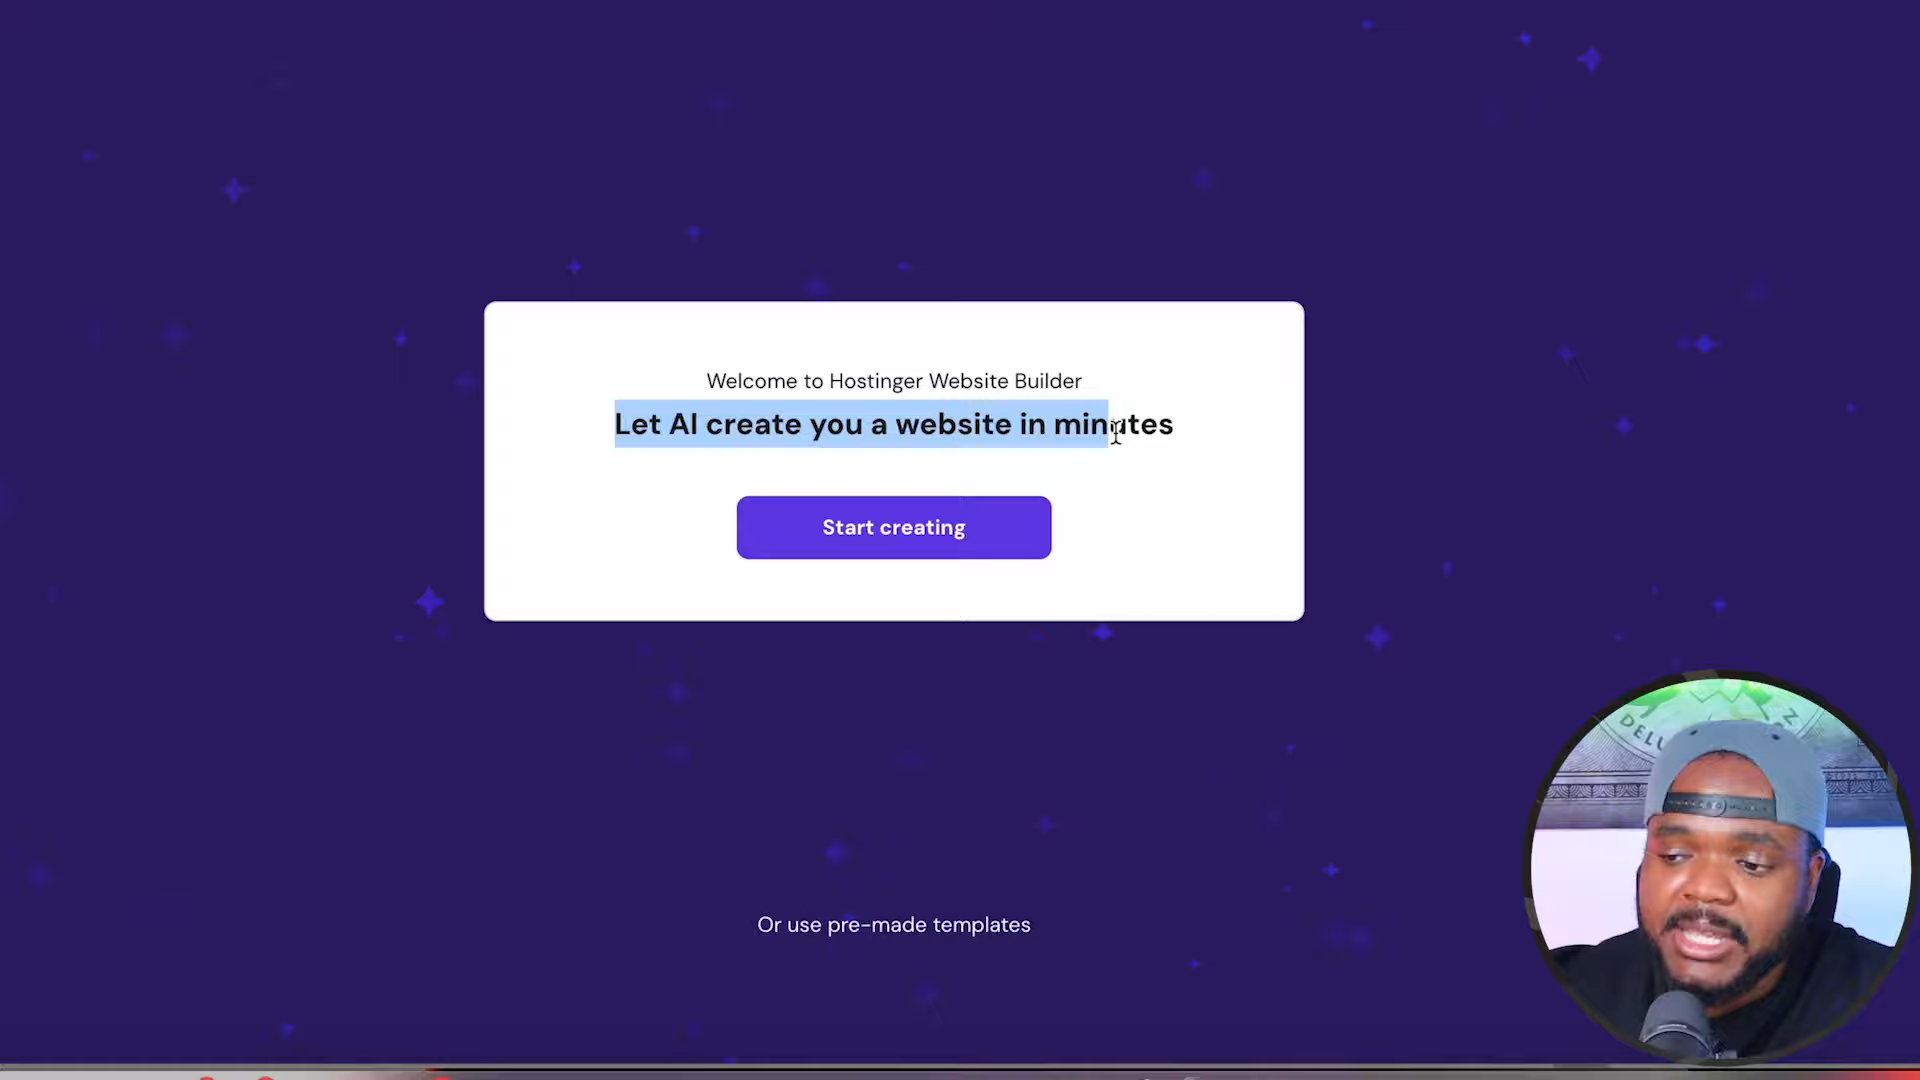 Welcome to Hostinger Website Builder
Let AI create you a website in minutes
Start creating
Or use pre-made templates